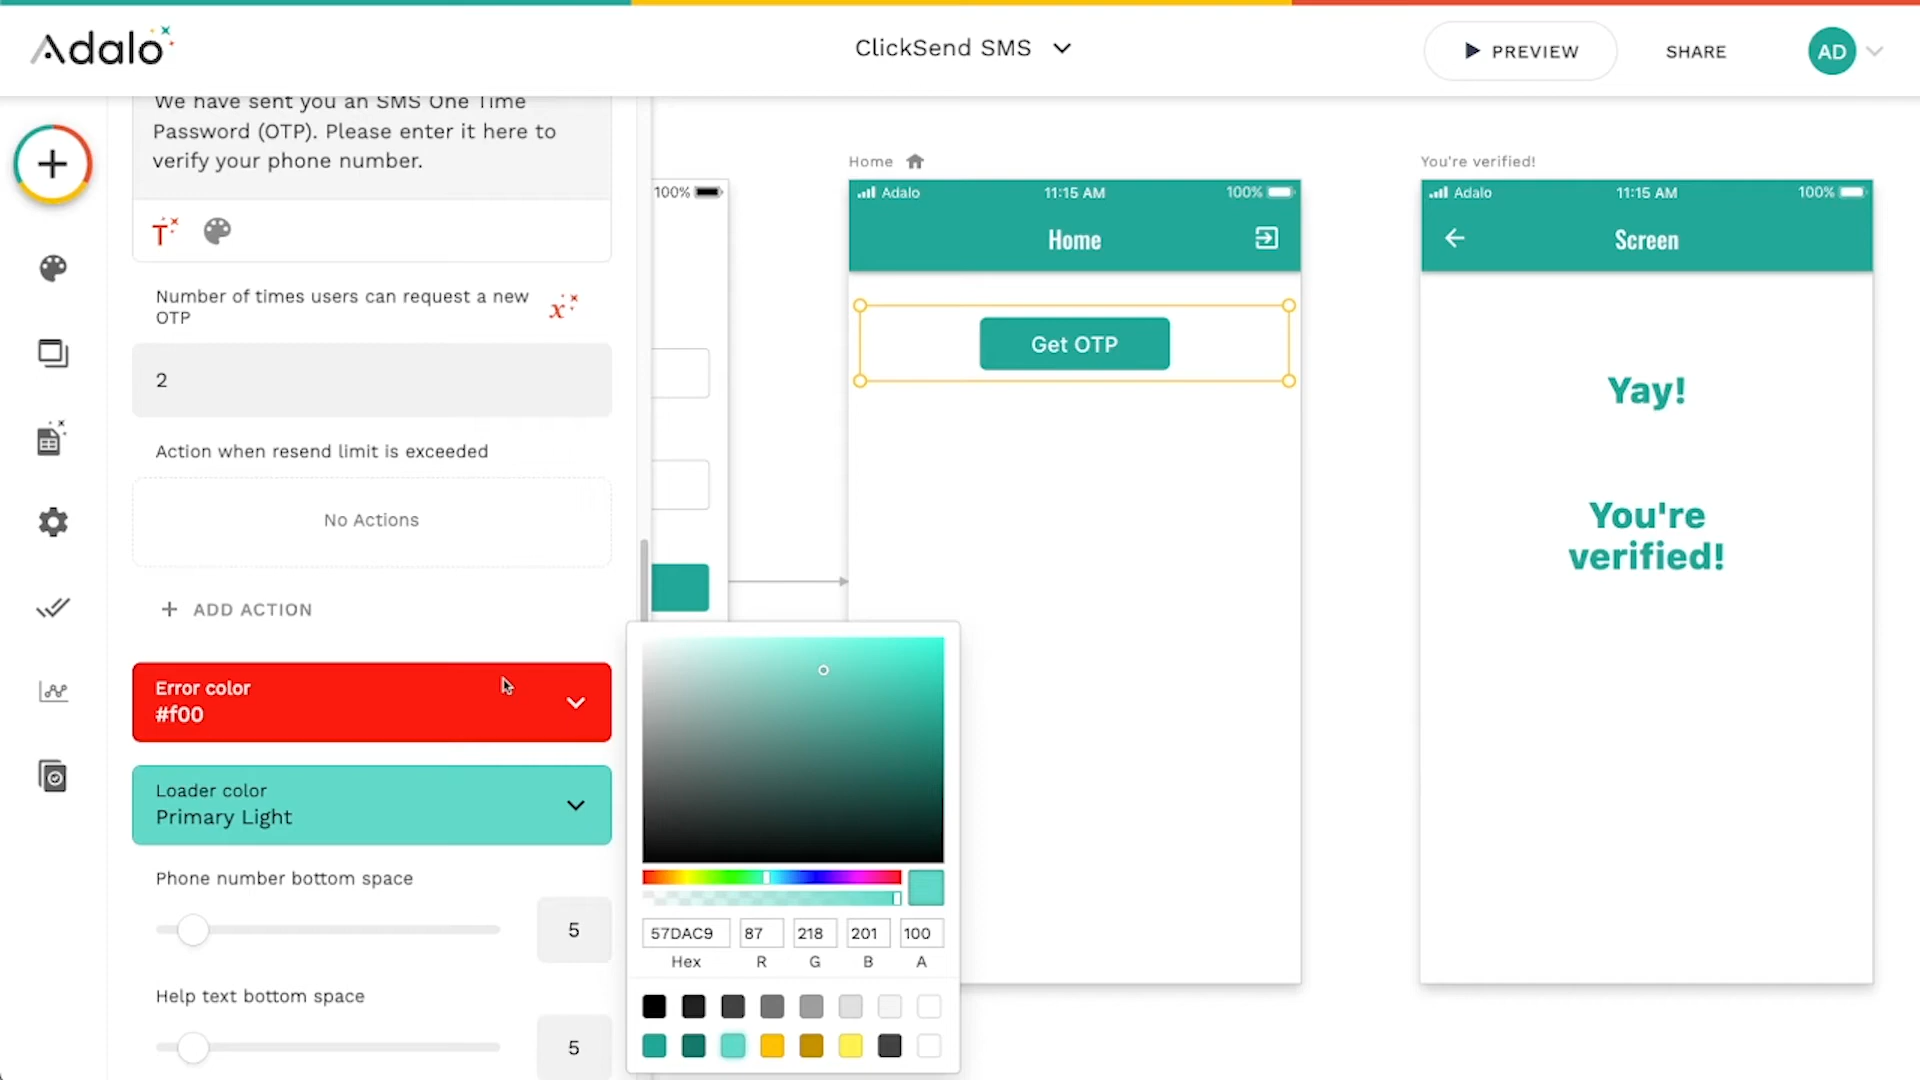 Adalo
ClickSend SMS
PREVIEW
SHARE
AD
We have sent you an SMS One Time
Password (OTP). Please enter it here to
verify your phone number.
T
Number of times users can request a new
OTP
x
2
Action when resend limit is exceeded
No Actions
+ ADD ACTION
Error color
#f00
Loader color
Primary Light
Phone number bottom space
5
Help text bottom space
5
100%
Home
Adalo 11:15 AM 100%
Home
Get OTP
57DAC9 87 218 201 100
Hex R G B A
You're verified!
Adalo 11:15 AM 100%
Screen
Yay!
You're
verified!